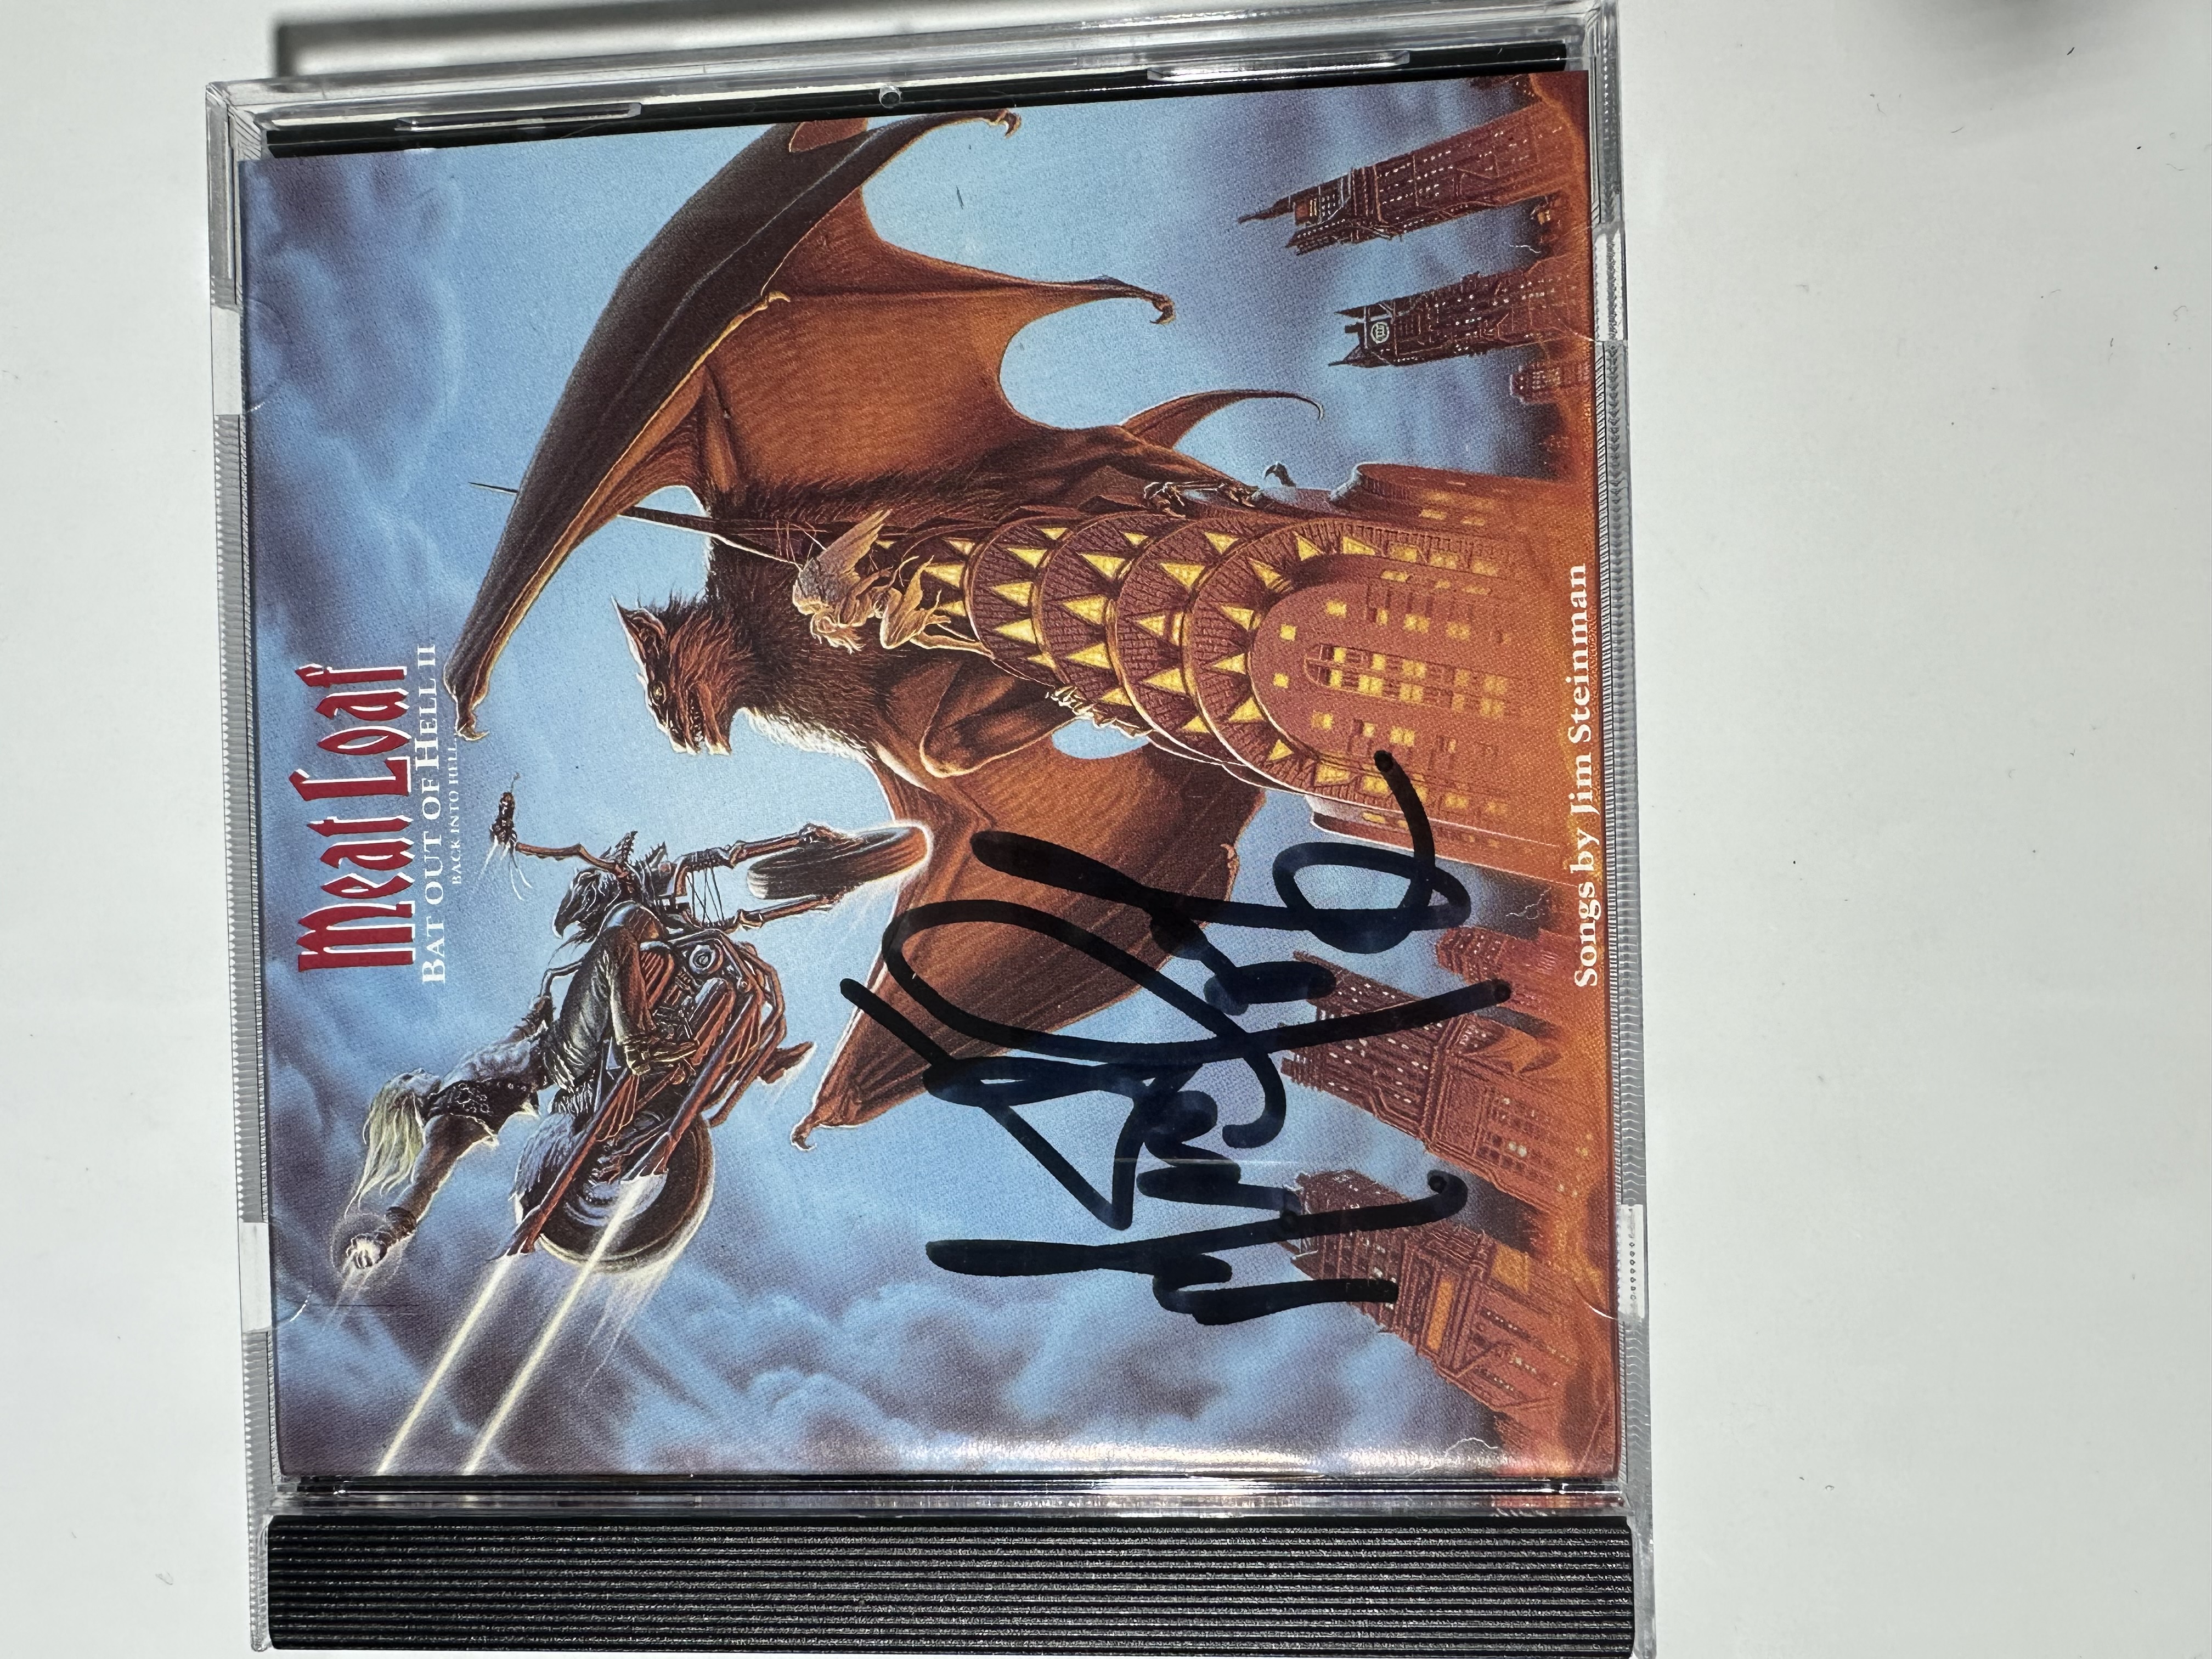 Meat Loaf
BAT OUT OF HELL II
BACK INTO HELL...
Songs by Jim Steinman